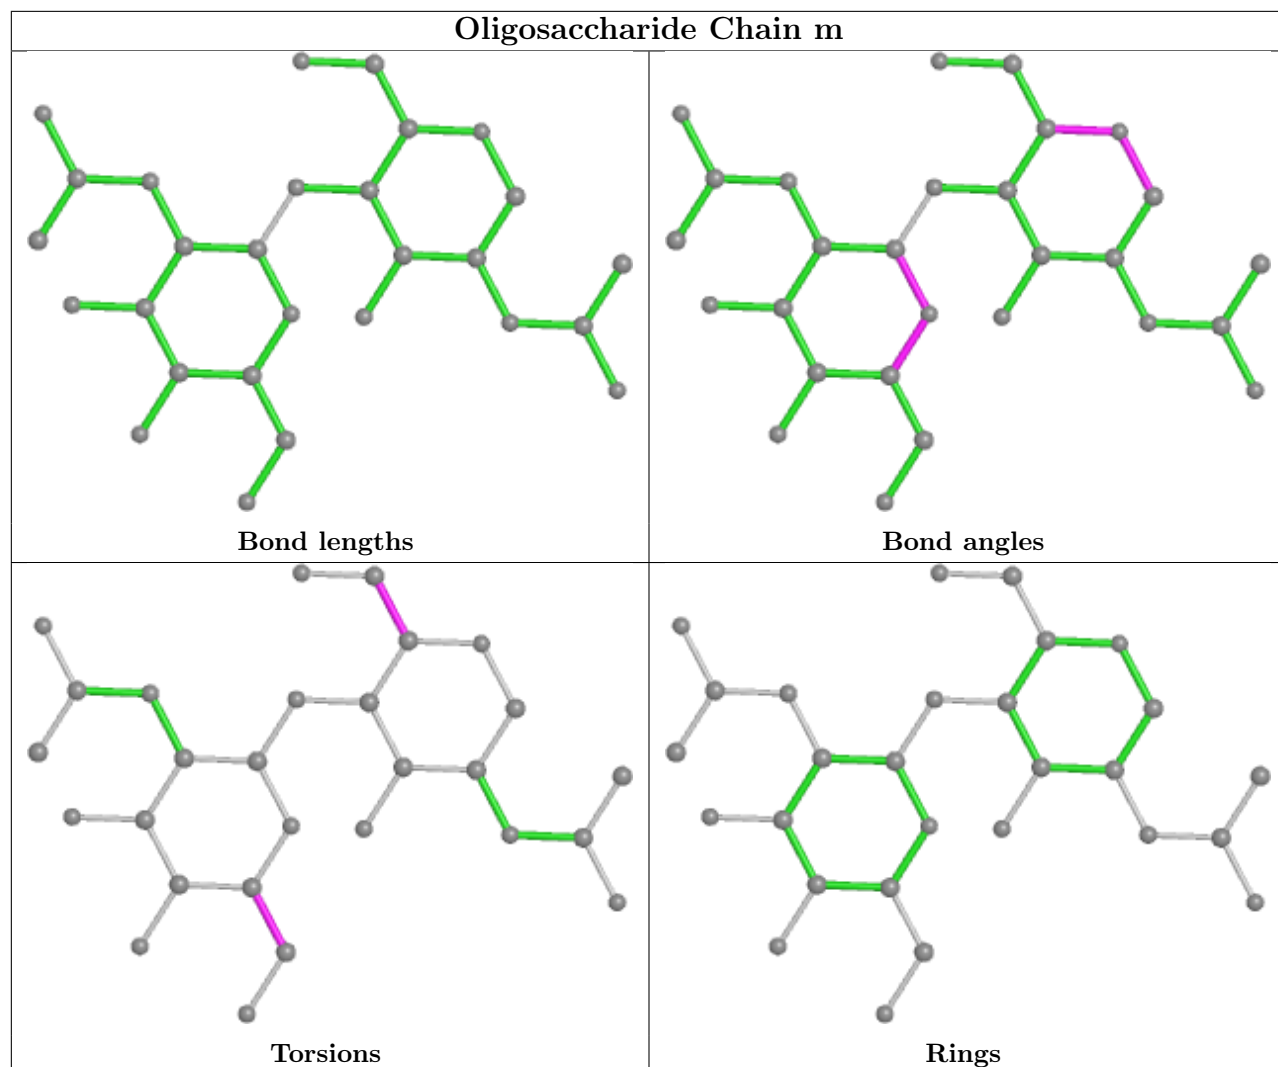 Oligosaccharide Chain m
Bond lengths
Bond angles
Torsions
Rings